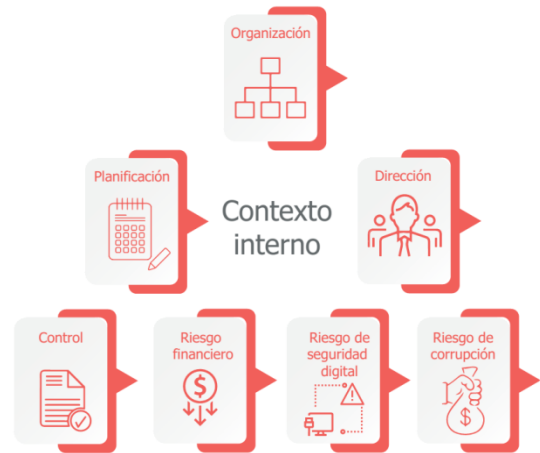 Organización
Planificación
Contexto
interno
Dirección
Control
Riesgo
financiero
Riesgo de
seguridad
digital
Riesgo de
corrupción
$
$